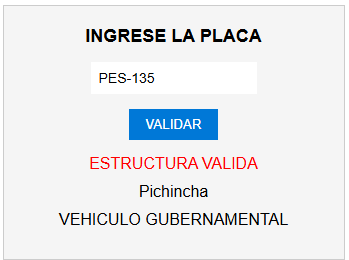 INGRESE LA PLACA
PES-135
VALIDAR
ESTRUCTURA VALIDA
Pichincha
VEHICULO GUBERNAMENTAL